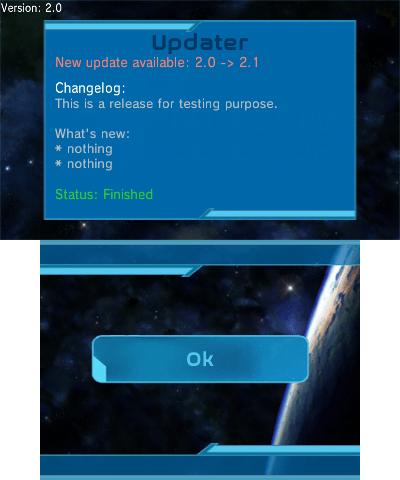 Version: 2.0
Updater
New update available: 2.0 -> 2.1
Changelog:
This is a release for testing purpose.
What's new:
* nothing
* nothing
Status: Finished
Ok